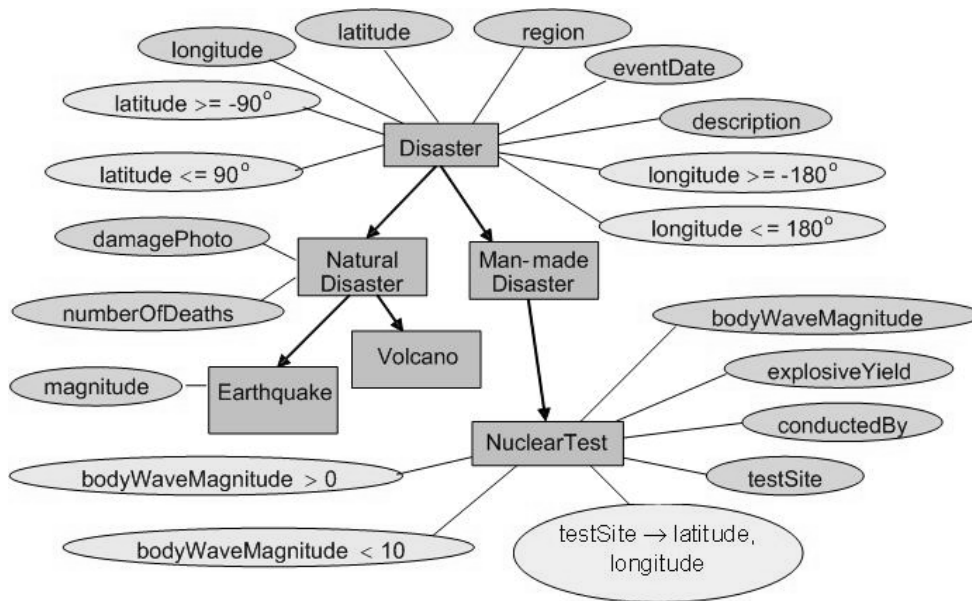 latitude
region
longitude
eventDate
latitude >= -90°
description
Disaster
latitude <= 90°
longitude >= -180°
longitude <= 180°
damagePhoto
Natural
Disaster
Man-made
Disaster
numberOfDeaths
bodyWaveMagnitude
Volcano
magnitude
Earthquake
explosiveYield
conductedBy
NuclearTest
bodyWaveMagnitude > 0
testSite
bodyWaveMagnitude < 10
testSite → latitude,
longitude